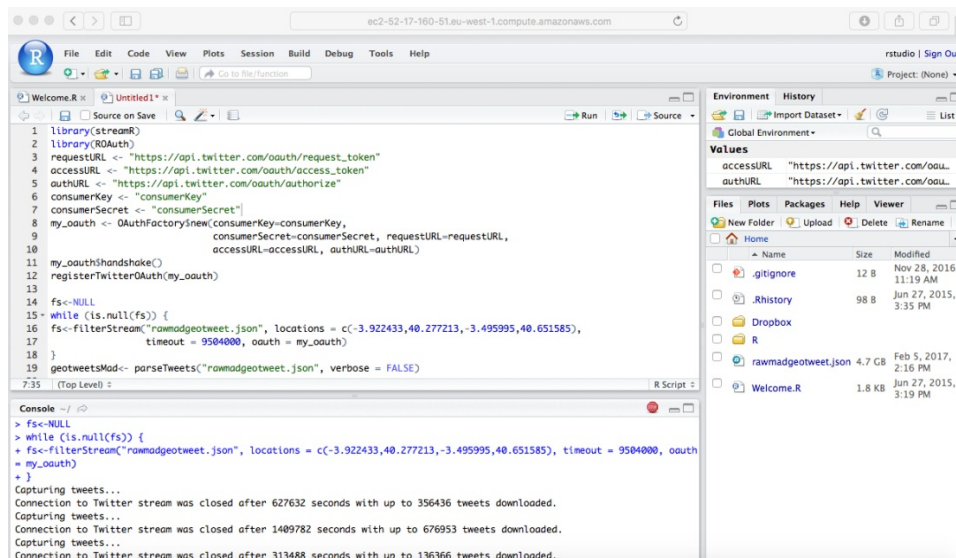 ec2-52-17-160-51.eu-west-1.compute.amazonaws.com
R File Edit Code View Plots Session Build Debug Tools Help rstudio | Sign Ou
Go to file/function Project: (None)
Welcome.R Untitled1*
Source on Save Run Source
1 library(streamR)
2 library(ROAuth)
3 requestURL <- "https://api.twitter.com/oauth/request_token"
4 accessURL <- "https://api.twitter.com/oauth/access_token"
5 authURL <- "https://api.twitter.com/oauth/authorize"
6 consumerKey <- "consumerKey"
7 consumerSecret <- "consumerSecret"
8 my_oauth <- OAuthFactory$new(consumerKey=consumerKey,
9 consumerSecret=consumerSecret, requestURL=requestURL,
10 accessURL=accessURL, authURL=authURL)
11 my_oauth$handshake()
12 registerTwitterOAuth(my_oauth)
13
14 fs<-NULL
15 while (is.null(fs)) {
16 fs<-filterStream("rawmadgeotweet.json", locations = c(-3.922433,40.277213,-3.495995,40.651585),
17 timeout = 9504000, oauth = my_oauth)
18 }
19 geotweetsMad<- parseTweets("rawmadgeotweet.json", verbose = FALSE)
7:35 (Top Level) R Script
Console ~/
> fs<-NULL
> while (is.null(fs)) {
+ fs<-filterStream("rawmadgeotweet.json", locations = c(-3.922433,40.277213,-3.495995,40.651585), timeout = 9504000, oauth
= my_oauth)
+ }
Capturing tweets...
Connection to Twitter stream was closed after 627632 seconds with up to 356436 tweets downloaded.
Capturing tweets...
Connection to Twitter stream was closed after 1409782 seconds with up to 676953 tweets downloaded.
Capturing tweets...
Connection to Twitter stream was closed after 313488 seconds with up to 136366 tweets downloaded.
Environment History
Import Dataset List
Global Environment
Values
accessURL "https://api.twitter.com/oau…
authURL "https://api.twitter.com/oau…
Files Plots Packages Help Viewer
New Folder Upload Delete Rename
Home
Name Size Modified
.gitignore 12 B Nov 28, 2016, 11:19 AM
.Rhistory 98 B Jun 27, 2015, 3:35 PM
Dropbox
R
rawmadgeotweet.json 4.7 GB Feb 5, 2017, 2:16 PM
Welcome.R 1.8 KB Jun 27, 2015, 3:19 PM